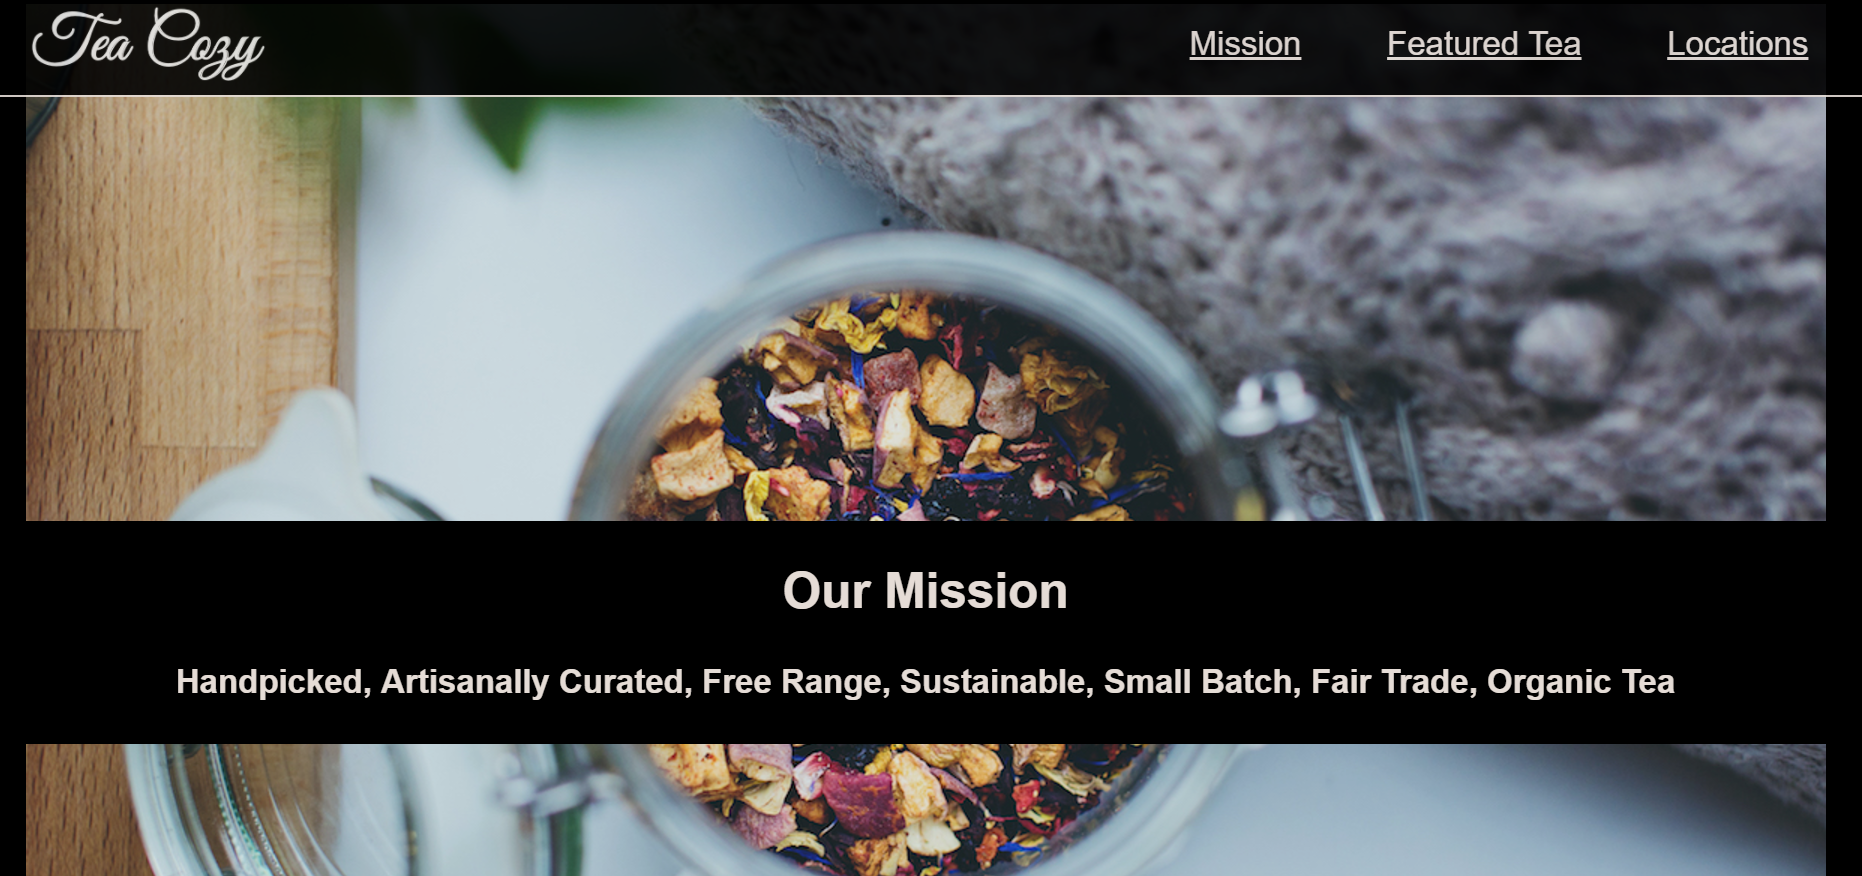 Tea Cozy
Mission Featured Tea Locations
Our Mission
Handpicked, Artisanally Curated, Free Range, Sustainable, Small Batch, Fair Trade, Organic Tea